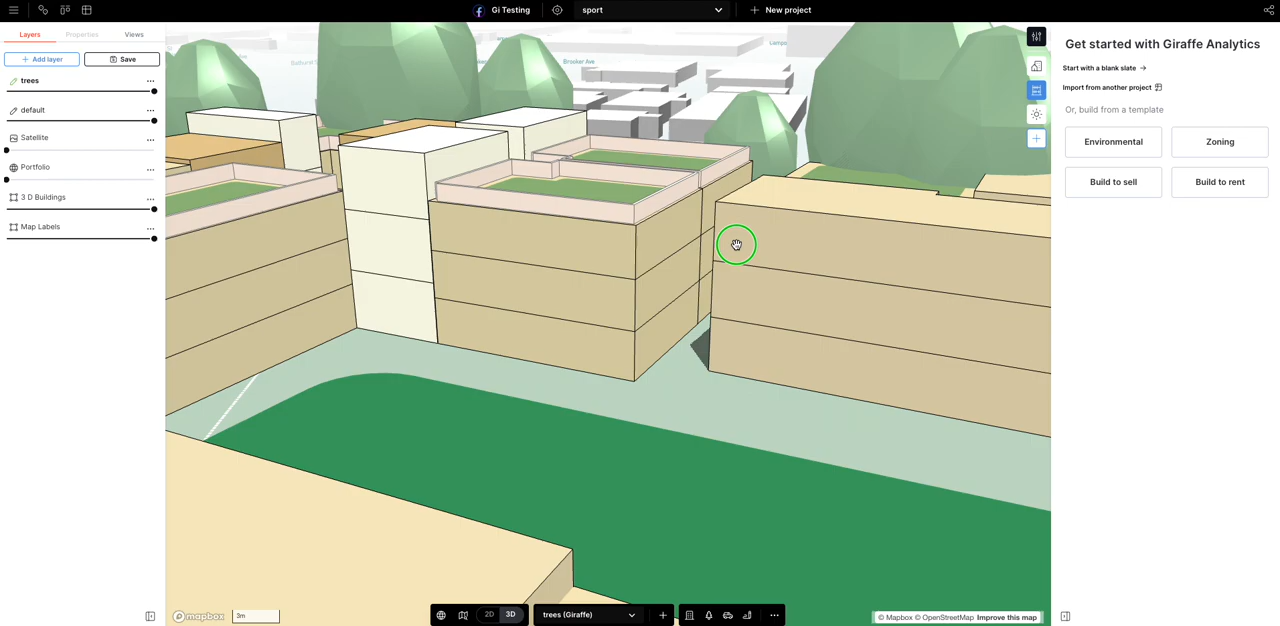 Gi Testing
sport
New project
Layers
Properties
Views
Add layer
Save
trees
default
Satellite
Portfolio
3 D Buildings
Map Labels
Brooker Ave
Get started with Giraffe Analytics
Start with a blank slate →
Import from another project
Or, build from a template
Environmental
Zoning
Build to sell
Build to rent
mapbox
3m
2D
3D
trees (Giraffe)
© Mapbox © OpenStreetMap Improve this map